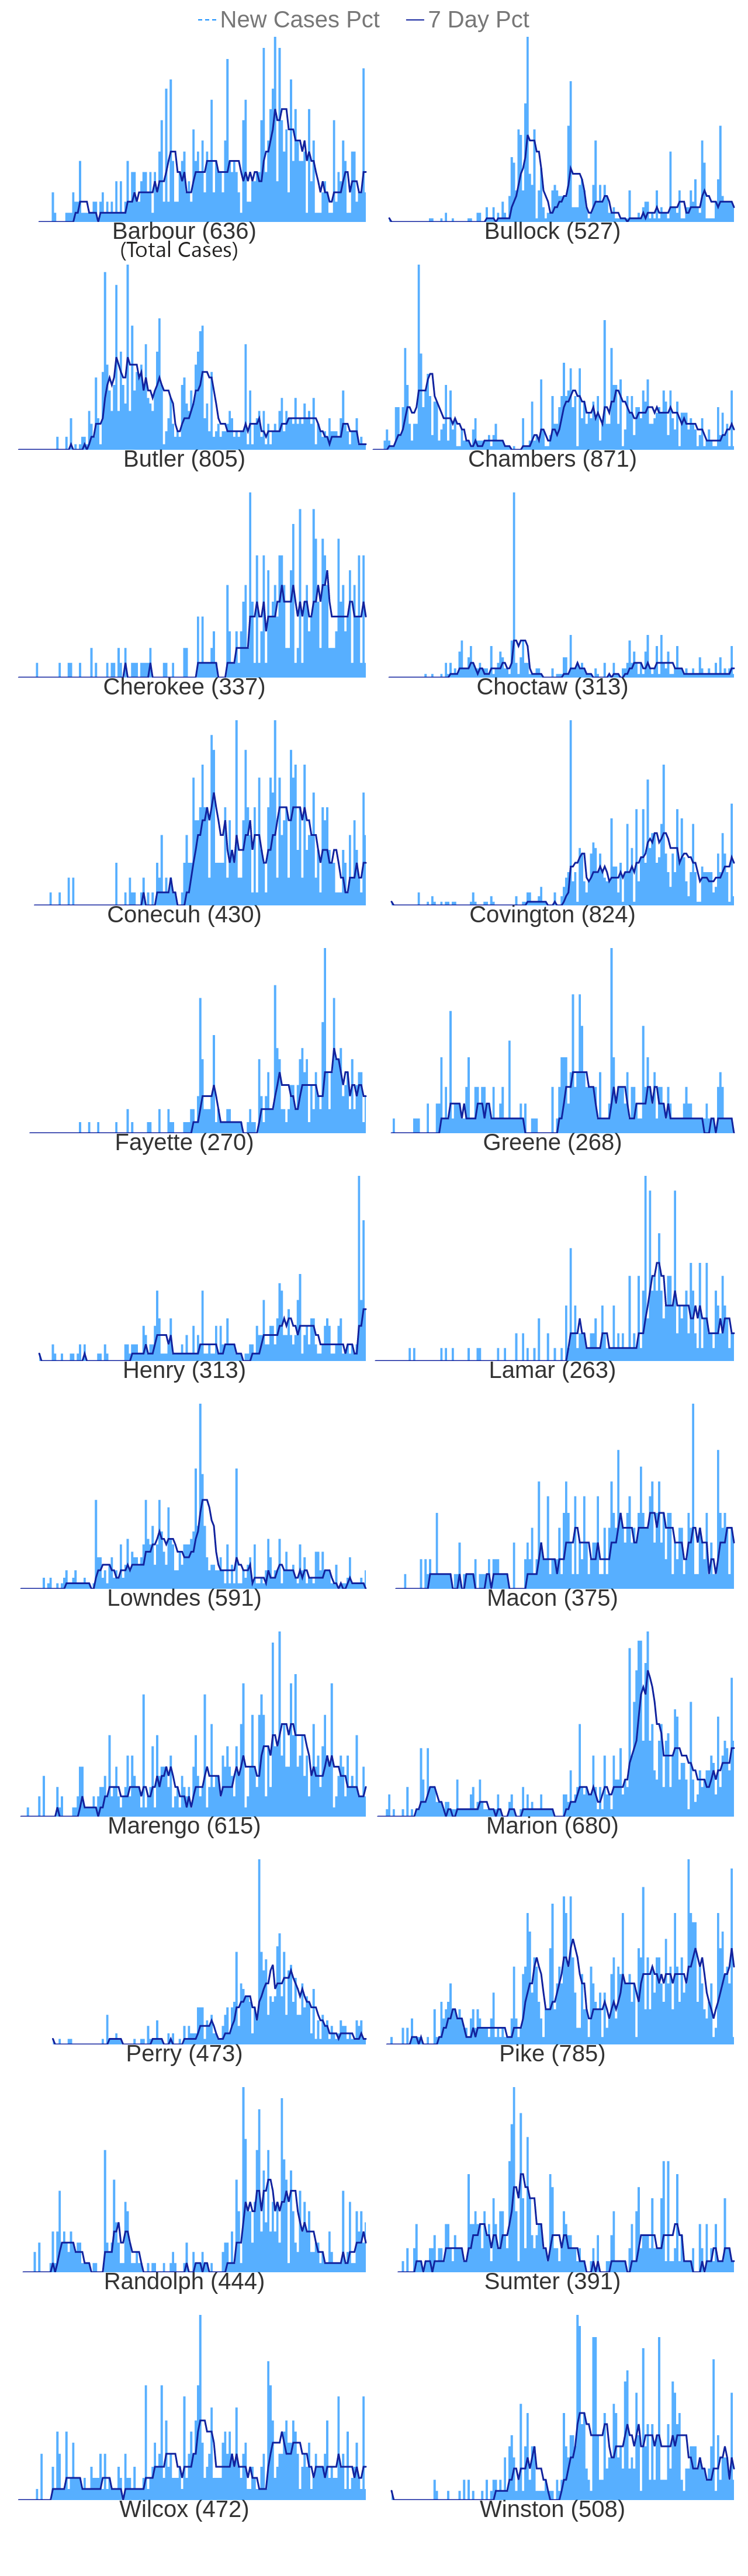 New Cases Pct 7 Day Pct
Barbour (636) Bullock (527)
(Total Cases)
Butler (805) Chambers (871)
Cherokee (337) Choctaw (313)
Conecuh (430) Covington (824)
Fayette (270) Greene (268)
Henry (313) Lamar (263)
Lowndes (591) Macon (375)
Marengo (615) Marion (680)
Perry (473) Pike (785)
Randolph (444) Sumter (391)
Wilcox (472) Winston (508)